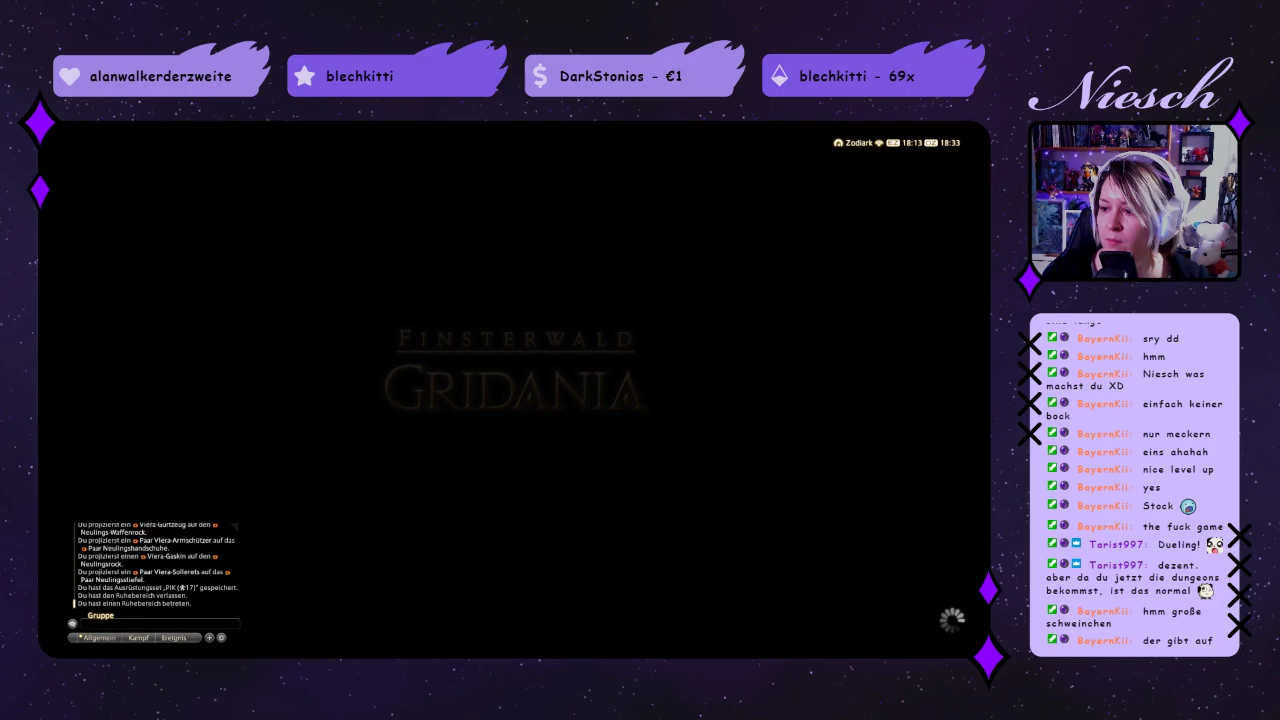 alanwalkerderzweite
blechkitti
DarkStonios - €1
blechkitti - 69x
Niesch
Zodiark EZ 18:13 OZ 18:33
FINSTERWALD
GRIDANIA
Du projizierst ein Viera-Gurtzeug auf den
Neulings-Waffenrock.
Du projizierst ein Paar Viera-Armschützer auf das
Paar Neulingshandschuhe.
Du projizierst einen Viera-Gaskin auf den
Neulingsrock.
Du projizierst ein Paar Viera-Sollerets auf das
Paar Neulingsstiefel.
Du hast das Ausrüstungsset „PIK (17)" gespeichert.
Du hast den Ruhebereich verlassen.
Du hast einen Ruhebereich betreten.
Gruppe
Allgemein Kampf Ereignis
BayernKii: sry dd
BayernKii: hmm
BayernKii: Niesch was
machst du XD
BayernKii: einfach keiner
bock
BayernKii: nur meckern
BayernKii: eins ahahah
BayernKii: nice level up
BayernKii: yes
BayernKii: Stock
BayernKii: the fuck game
Tarist997: Dueling!
Tarist997: dezent.
aber da du jetzt die dungeons
bekommst, ist das normal
BayernKii: hmm große
schweinchen
BayernKii: der gibt auf